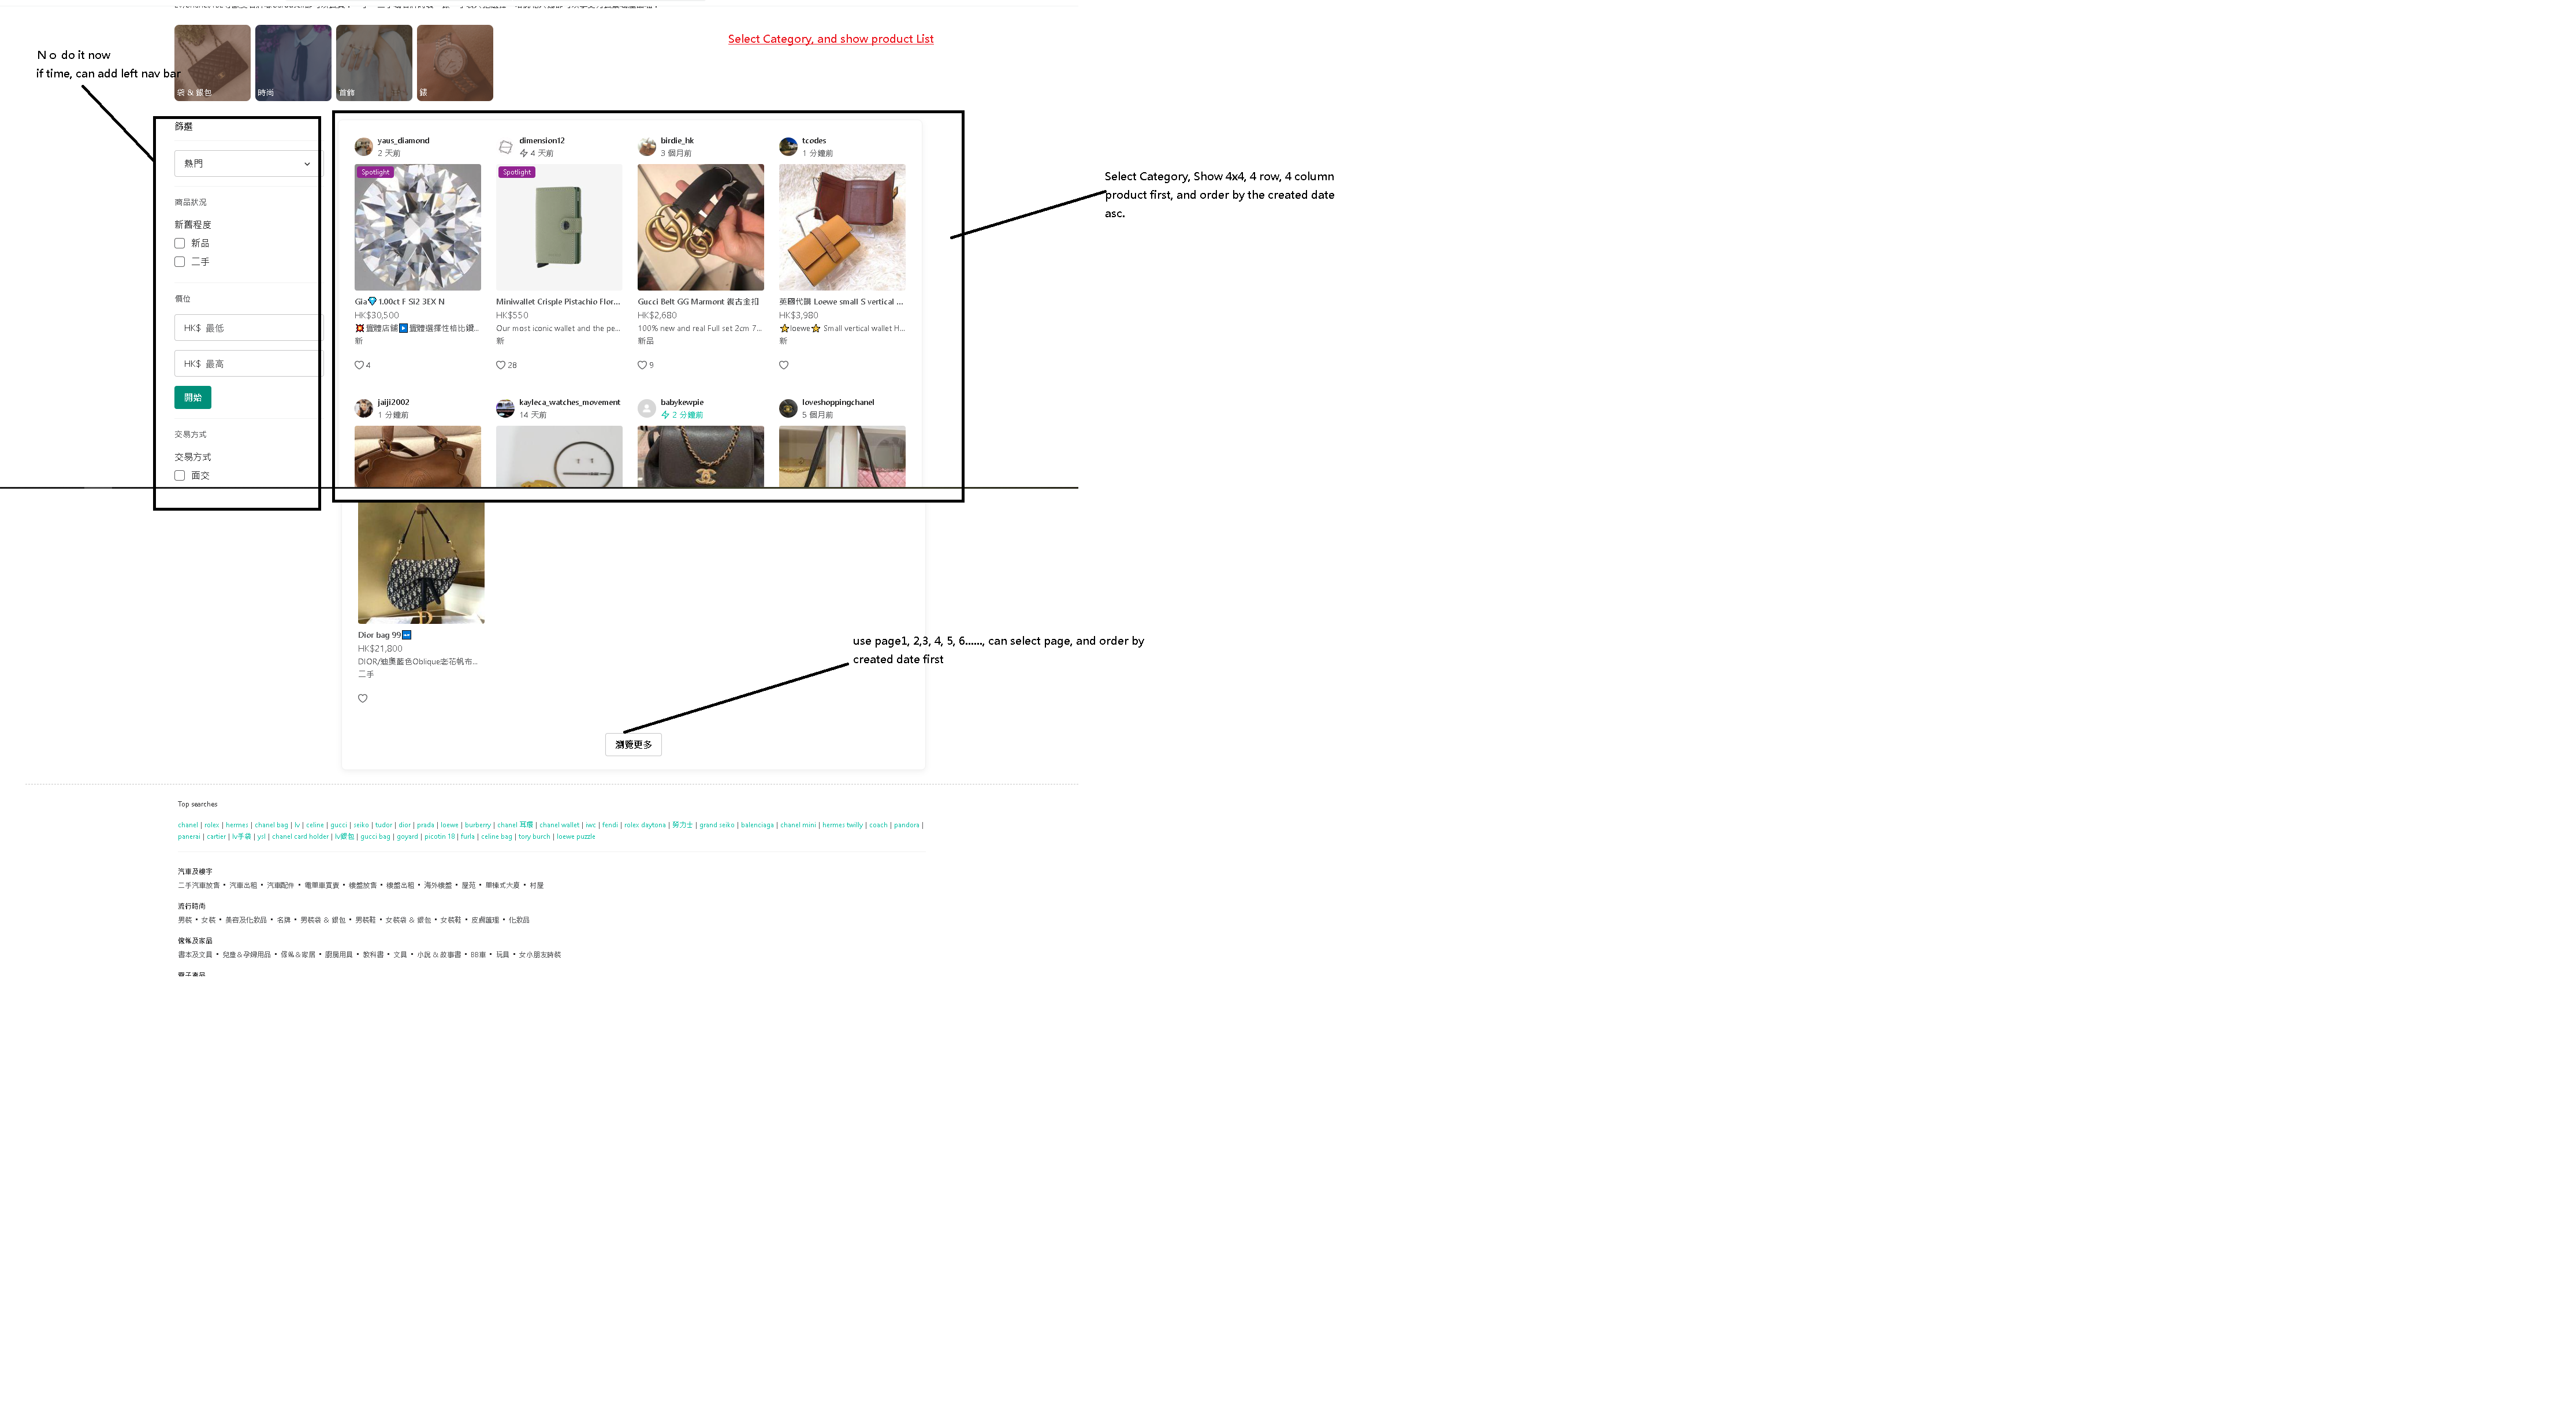 Select Category, and show product List
No do it now
if time, can add left nav bar
袋 & 銀包
時尚
首飾
錶
篩選
熱門
商品狀況
新舊程度
新品
二手
價位
HK$ 最低
HK$ 最高
開始
交易方式
交易方式
面交
yaus_diamond
2 天前
Spotlight
Gia💎1.00ct F Si2 3EX N
HK$30,500
💥實體店舖▶️實體選擇性格比鑽...
新
4
dimension12
4 天前
Spotlight
Miniwallet Crisple Pistachio Flor...
HK$550
Our most iconic wallet and the pe...
新
28
birdie_hk
3 個月前
Gucci Belt GG Marmont 復古金扣
HK$2,680
100% new and real Full set 2cm 7...
新品
9
tcodes
1 分鐘前
英國代購 Loewe small S vertical ...
HK$3,980
⭐loewe⭐ Small vertical wallet H...
新
Select Category, Show 4x4, 4 row, 4 column
product first, and order by the created date
asc.
jaiji2002
1 分鐘前
kayleca_watches_movement
14 天前
babykewpie
2 分鐘前
loveshoppingchanel
5 個月前
Dior bag 99
HK$21,800
DIOR/迪奧藍色Oblique老花帆布...
二手
use page1, 2,3, 4, 5, 6......, can select page, and order by
created date first
瀏覽更多
Top searches
chanel | rolex | hermes | chanel bag | lv | celine | gucci | seiko | tudor | dior | prada | loewe | burberry | chanel 耳環 | chanel wallet | iwc | fendi | rolex daytona | 勞力士 | grand seiko | balenciaga | chanel mini | hermes twilly | coach | pandora |
panerai | cartier | lv手袋 | ysl | chanel card holder | lv銀包 | gucci bag | goyard | picotin 18 | furla | celine bag | tory burch | loewe puzzle
汽車及樓宇
二手汽車放售 • 汽車出租 • 汽車配件 • 電單車買賣 • 樓盤放售 • 樓盤出租 • 海外樓盤 • 屋苑 • 單棟式大廈 • 村屋
流行時尚
男裝 • 女裝 • 美容及化妝品 • 名牌 • 男裝袋 & 銀包 • 男裝鞋 • 女裝袋 & 銀包 • 女裝鞋 • 皮膚護理 • 化妝品
傢俬及家品
書本及文具 • 兒童&孕婦用品 • 傢俬&家居 • 廚房用具 • 教科書 • 文具 • 小說 & 故事書 • BB車 • 玩具 • 女小朋友時裝